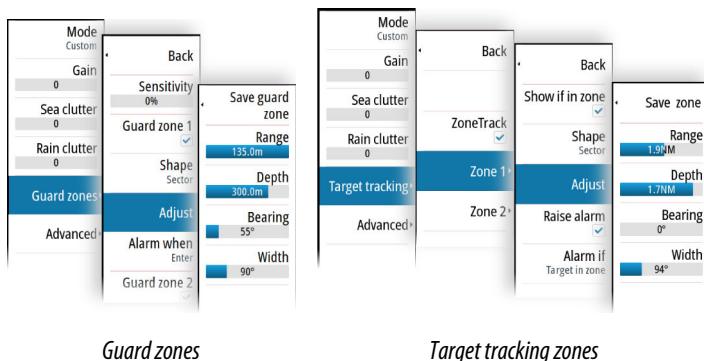 Mode
Custom
Gain
0
Sea clutter
0
Rain clutter
0
Guard zones
Advanced
Back
Sensitivity
0%
Guard zone 1
Shape
Sector
Adjust
Alarm when
Enter
Guard zone 2
Save guard
zone
Range
135.0m
Depth
300.0m
Bearing
55°
Width
90°
Guard zones
Mode
Custom
Gain
0
Sea clutter
0
Rain clutter
0
Target tracking
Advanced
Back
ZoneTrack
Zone 1
Zone 2
Back
Show if in zone
Shape
Sector
Adjust
Raise alarm
Alarm if
Target in zone
Save zone
Range
1.9NM
Depth
1.7NM
Bearing
0°
Width
94°
Target tracking zones